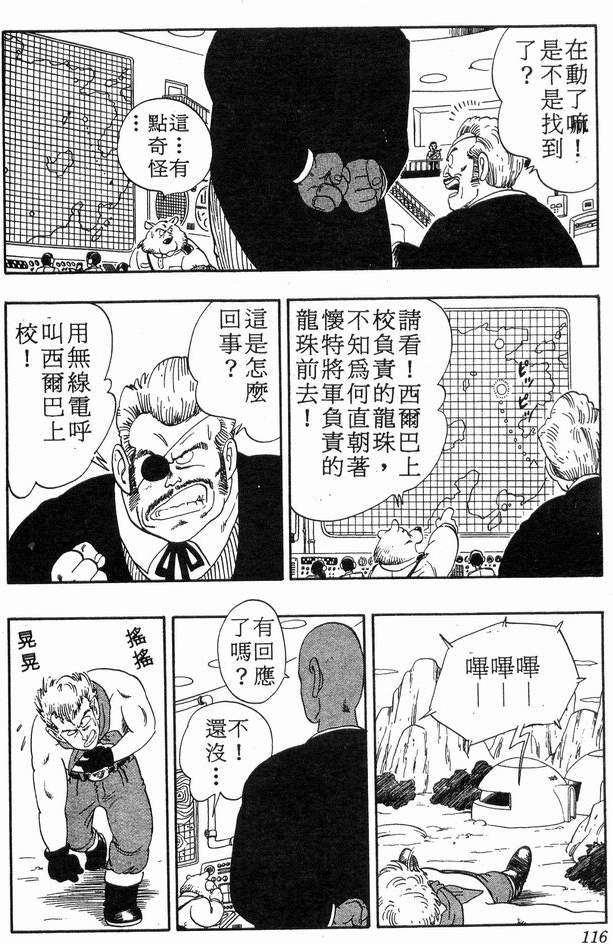 在動了嘛！
是不是找到
了？
這…有
點奇怪
…
請看！西爾巴上
校負責的龍珠，
不知為何直朝著
懷特將軍負責的
龍珠前去！
ピッ
ピッ
這是怎麼
回事？
用無線電呼
叫西爾巴上
校！
嗶嗶嗶
｜｜｜
有回應
了嗎？
不！
還沒…
搖搖
晃晃
116